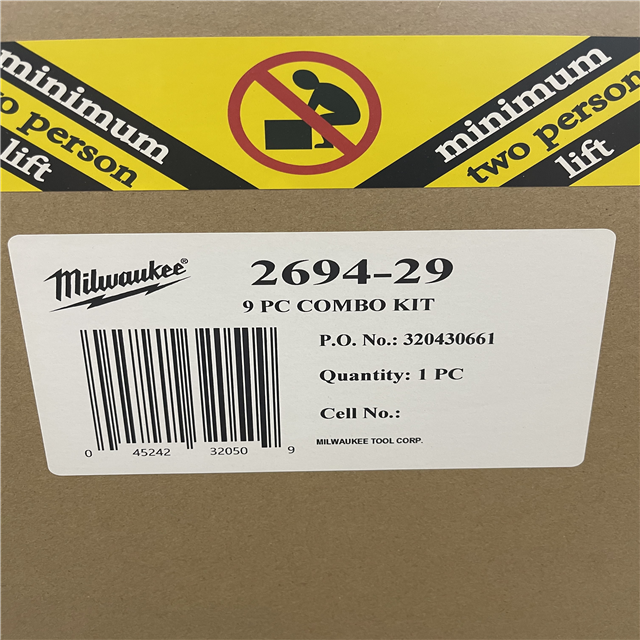 minimum
two person
lift
minimum
two person
lift
Milwaukee®
2694-29
9 PC COMBO KIT
P.O. No.: 320430661
Quantity: 1 PC
Cell No.:
MILWAUKEE TOOL CORP.
0 45242 32050 9